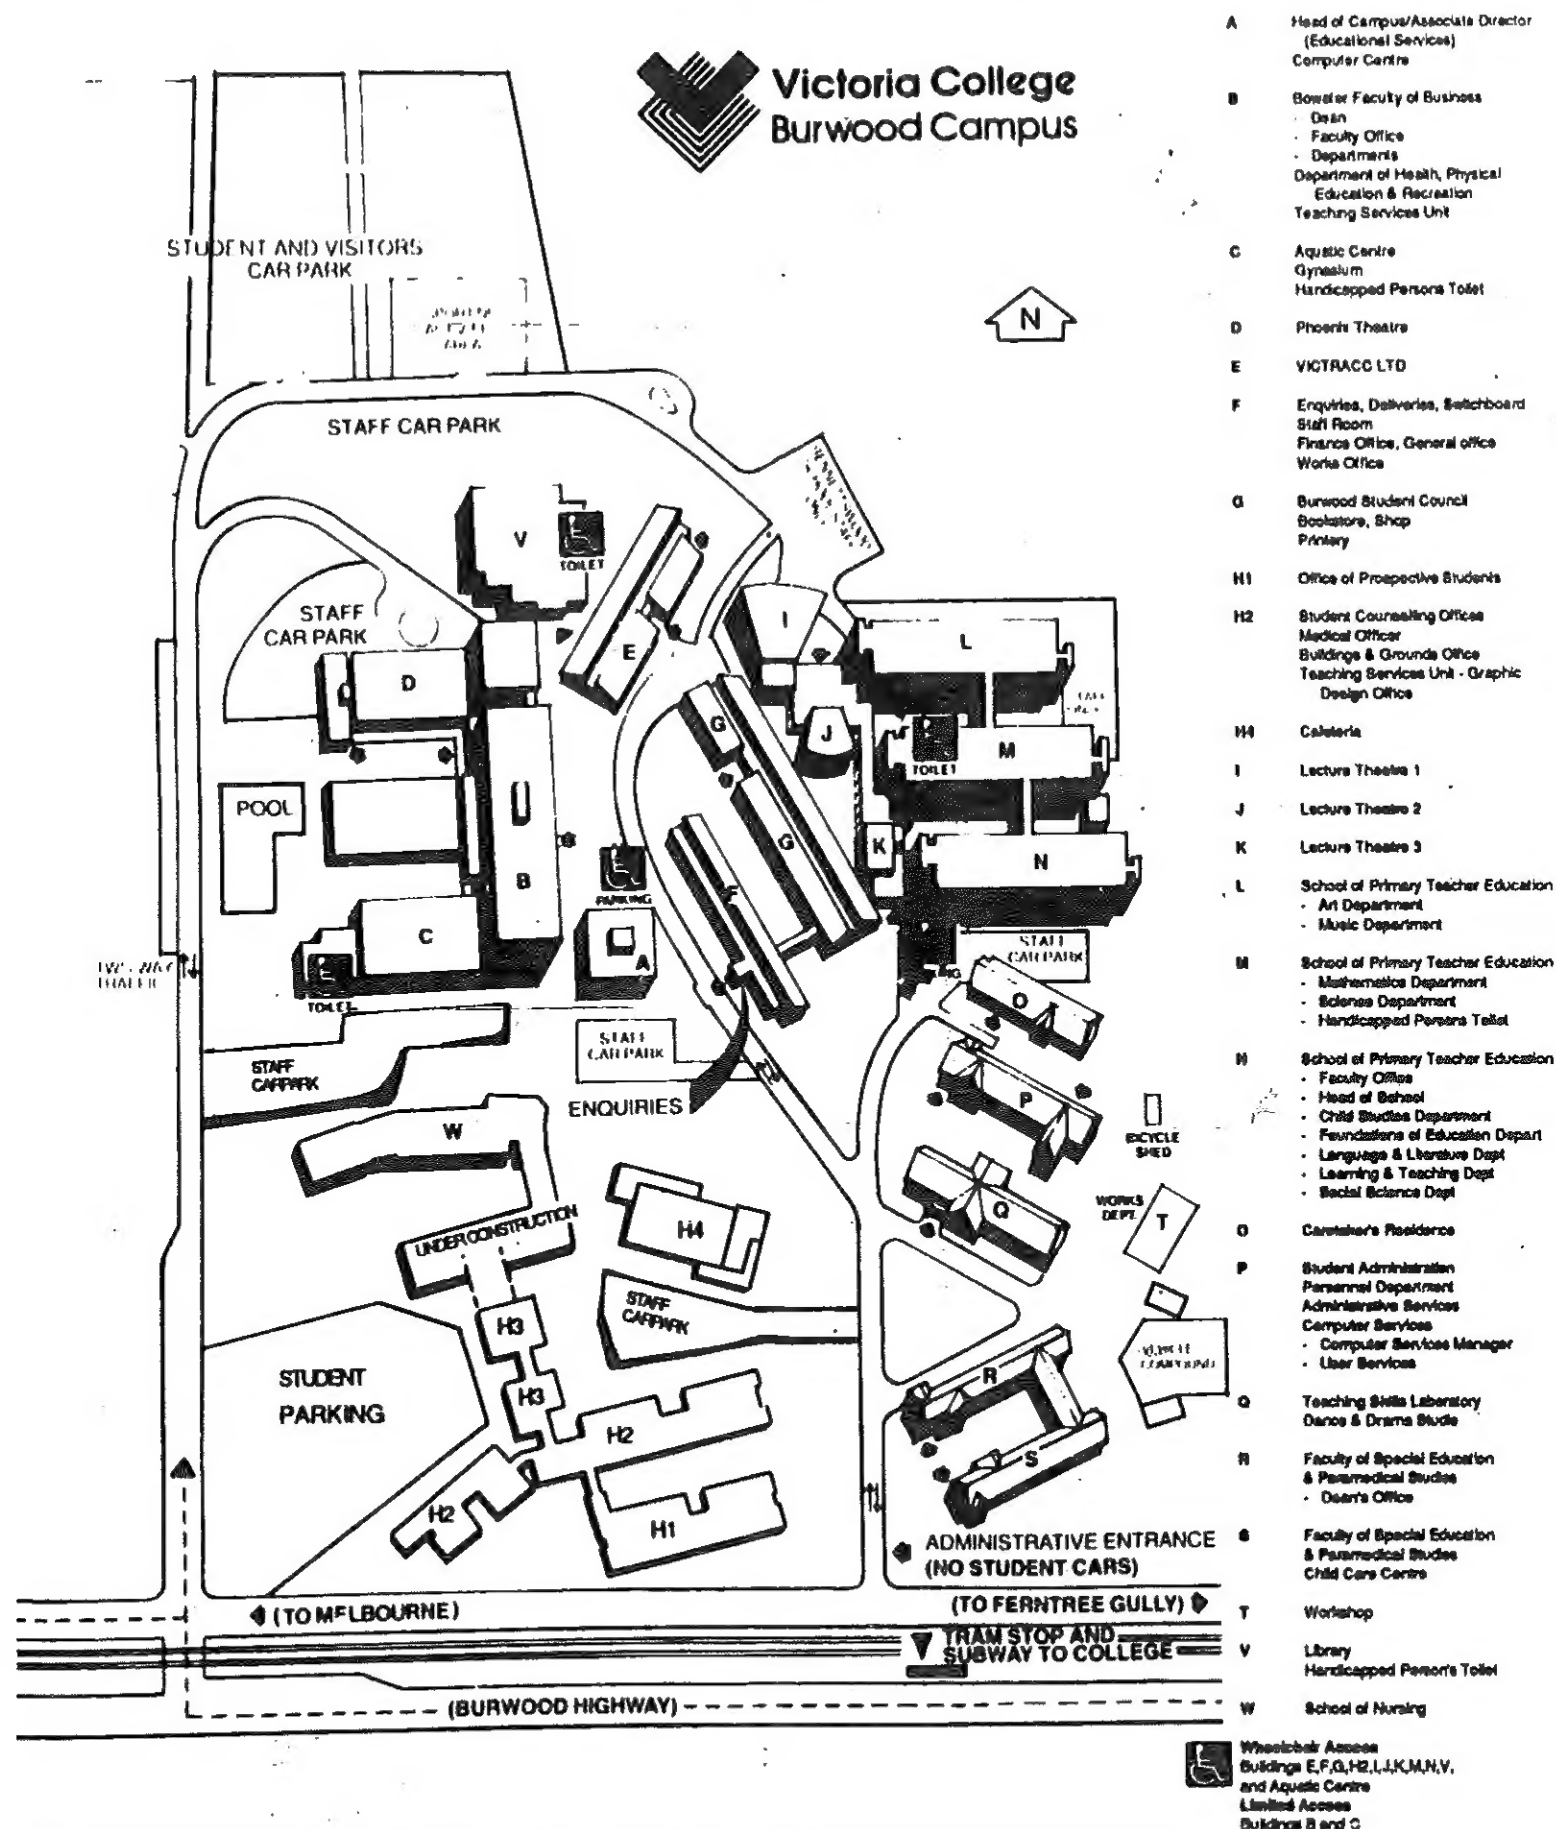 Victoria College
Burwood Campus
N
STUDENT AND VISITORS
CAR PARK
STAFF CAR PARK
V
TOILET
STAFF
CAR PARK
E
I
L
D
G
J
M
TOILET
POOL
G
K
N
B
F
PARKING
C
A
STAFF
CAR PARK
TWO-WAY
TRAFFIC
TOILET
O
STAFF
CAR PARK
STAFF
CARPARK
ENQUIRIES
P
W
BICYCLE
SHED
WORKS
DEPT.
T
Q
UNDER CONSTRUCTION
H4
H3
STAFF
CARPARK
STUDENT
PARKING
H3
R
VEHICLE
COMPOUND
H2
S
H2
H1
ADMINISTRATIVE ENTRANCE
(NO STUDENT CARS)
(TO MELBOURNE)
(TO FERNTREE GULLY)
TRAM STOP AND
SUBWAY TO COLLEGE
(BURWOOD HIGHWAY)
A Head of Campus/Associate Director
(Educational Services)
Computer Centre
B Bowater Faculty of Business
- Dean
- Faculty Office
- Departments
Department of Health, Physical
Education & Recreation
Teaching Services Unit
C Aquatic Centre
Gynasium
Handicapped Persons Toilet
D Phoenix Theatre
E VICTRACC LTD
F Enquiries, Deliveries, Switchboard
Staff Room
Finance Office, General office
Works Office
G Burwood Student Council
Bookstore, Shop
Printery
H1 Office of Prospective Students
H2 Student Counselling Offices
Medical Officer
Buildings & Grounds Office
Teaching Services Unit - Graphic
Design Office
H4 Cafeteria
I Lecture Theatre 1
J Lecture Theatre 2
K Lecture Theatre 3
L School of Primary Teacher Education
- Art Department
- Music Department
M School of Primary Teacher Education
- Mathematics Department
- Science Department
- Handicapped Persons Toilet
N School of Primary Teacher Education
- Faculty Office
- Head of School
- Child Studies Department
- Foundations of Education Depart
- Language & Literature Dept
- Learning & Teaching Dept
- Social Science Dept
O Caretaker's Residence
P Student Administration
Personnel Department
Administrative Services
Computer Services
- Computer Services Manager
- User Services
Q Teaching Skills Laboratory
Dance & Drama Studio
R Faculty of Special Education
& Paramedical Studies
- Dean's Office
S Faculty of Special Education
& Paramedical Studies
Child Care Centre
T Workshop
V Library
Handicapped Person's Toilet
W School of Nursing
Wheelchair Access
Buildings E,F,G,H2,I,J,K,M,N,V,
and Aquatic Centre
Limited Access
Buildings B and C